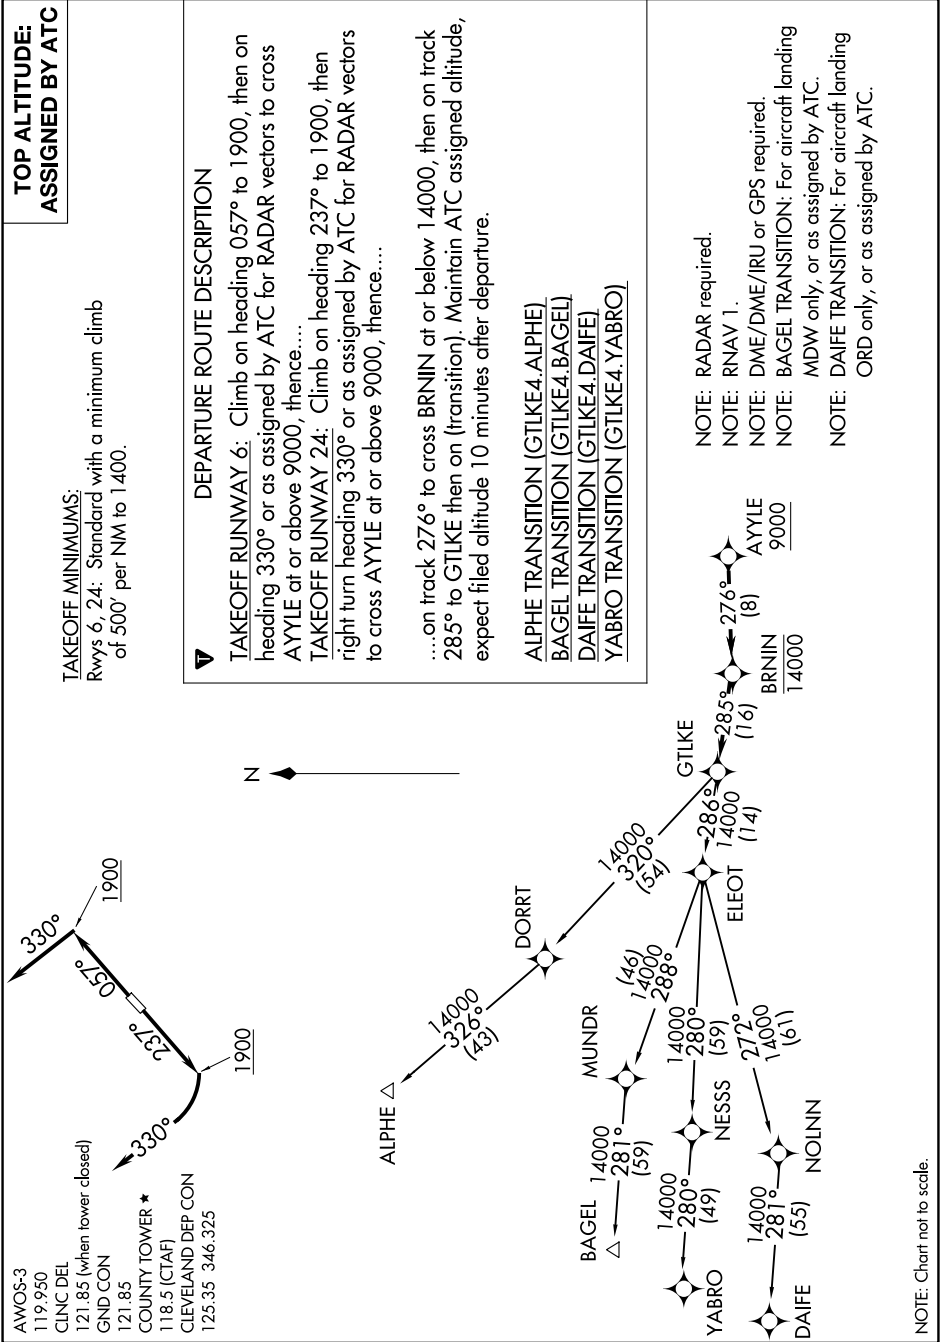 TOP ALTITUDE:
ASSIGNED BY ATC
AWOS-3
119.950
CLNC DEL
121.85 (when tower closed)
GND CON
121.85
COUNTY TOWER ★
118.5 (CTAF)
CLEVELAND DEP CON
125.35 346.325
330°
1900
237°
057°
330°
1900
TAKEOFF MINIMUMS:
Rwys 6, 24: Standard with a minimum climb
of 500' per NM to 1400.
N
T
DEPARTURE ROUTE DESCRIPTION
TAKEOFF RUNWAY 6: Climb on heading 057° to 1900, then on
heading 330° or as assigned by ATC for RADAR vectors to cross
AYYLE at or above 9000, thence....
TAKEOFF RUNWAY 24: Climb on heading 237° to 1900, then
right turn heading 330° or as assigned by ATC for RADAR vectors
to cross AYYLE at or above 9000, thence....
....on track 276° to cross BRNIN at or below 14000, then on track
285° to GTLKE then on (transition). Maintain ATC assigned altitude,
expect filed altitude 10 minutes after departure.
ALPHE TRANSITION (GTLKE4.ALPHE)
BAGEL TRANSITION (GTLKE4.BAGEL)
DAIFE TRANSITION (GTLKE4.DAIFE)
YABRO TRANSITION (GTLKE4.YABRO)
ALPHE
14000
326°
(43)
DORRT
14000
320°
(54)
GTLKE
285°
(16)
BRNIN
14000
276°
(8)
AYYLE
9000
286°
14000
(14)
ELEOT
(46)
14000
288°
MUNDR
14000
281°
(59)
BAGEL
14000
280°
(59)
NESSS
14000
280°
(49)
YABRO
272°
14000
(61)
NOLNN
14000
281°
(55)
DAIFE
NOTE: RADAR required.
NOTE: RNAV 1.
NOTE: DME/DME/IRU or GPS required.
NOTE: BAGEL TRANSITION: For aircraft landing
MDW only, or as assigned by ATC.
NOTE: DAIFE TRANSITION: For aircraft landing
ORD only, or as assigned by ATC.
NOTE: Chart not to scale.